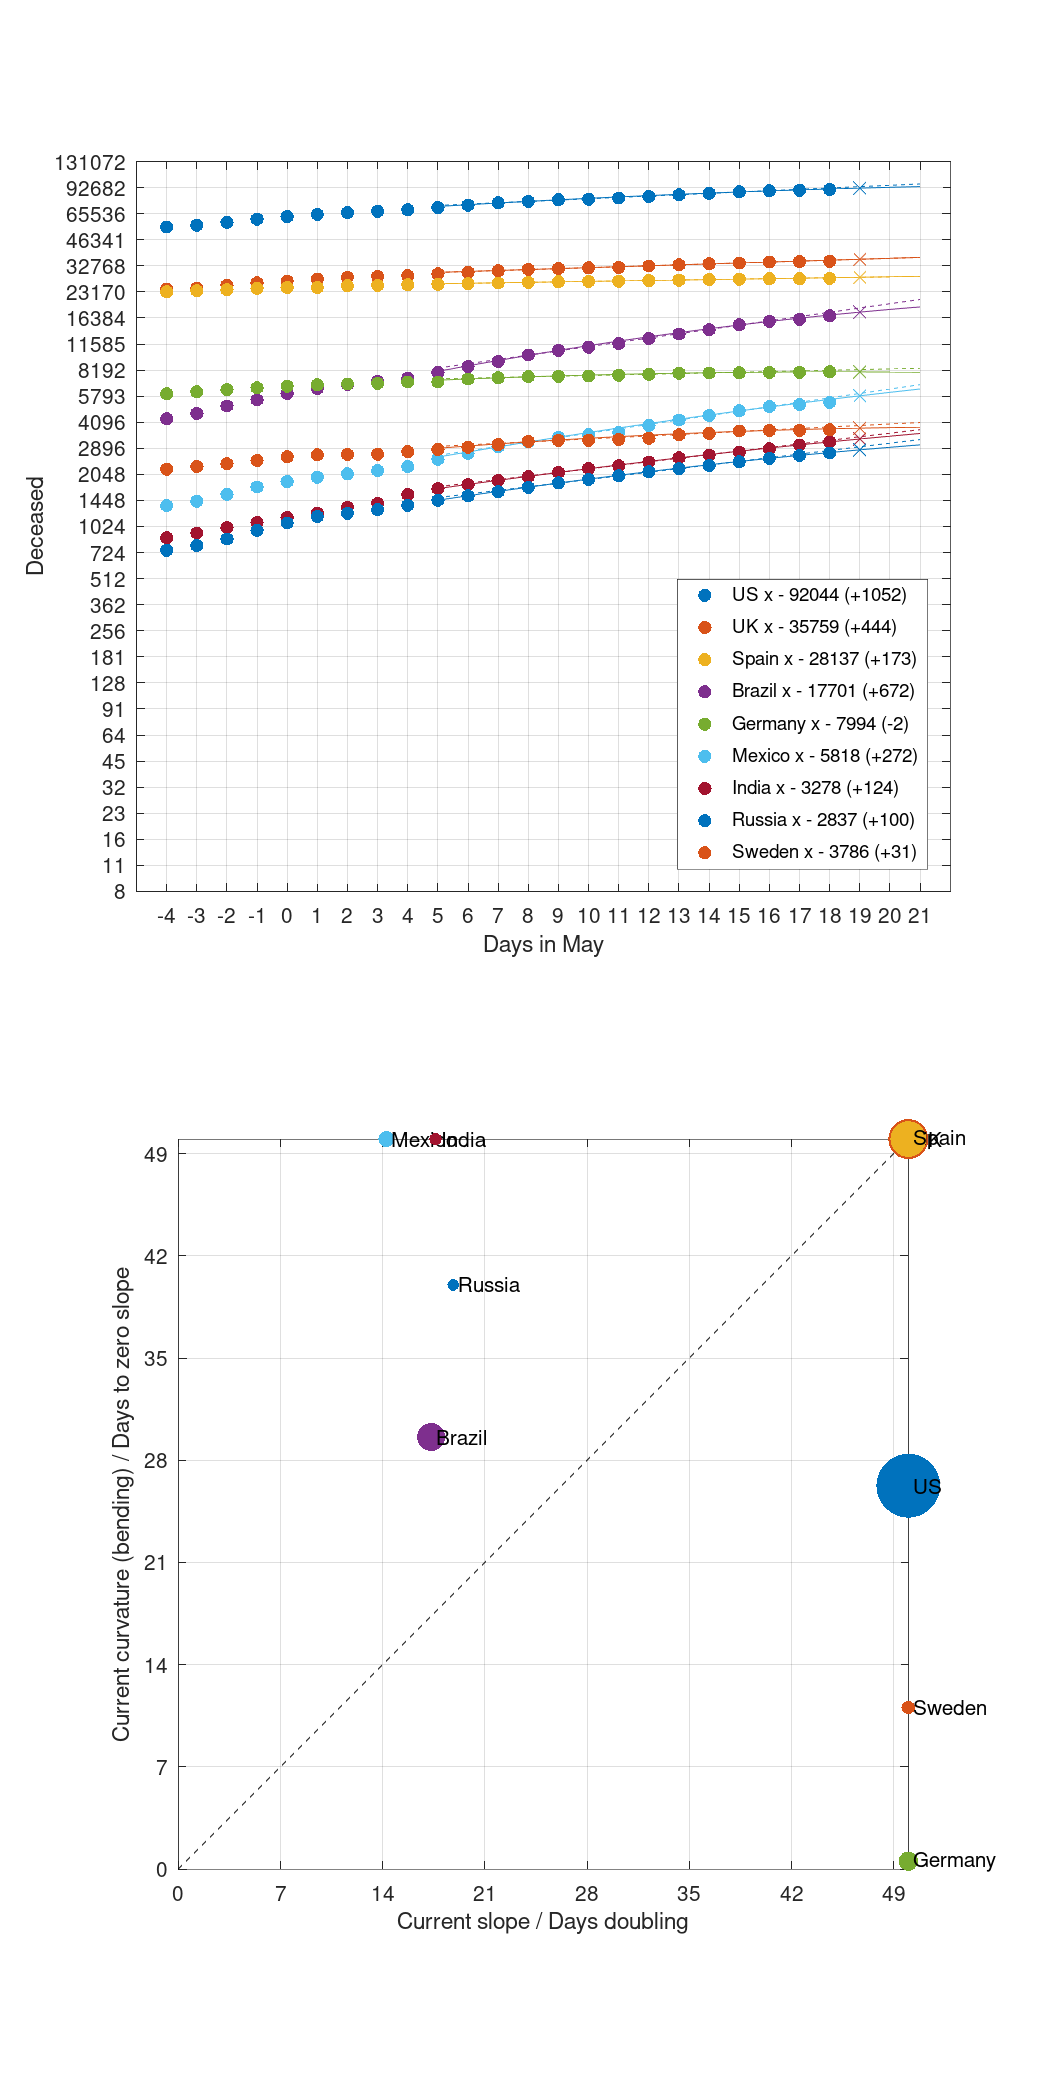 131072
92682
65536
46341
32768
23170
16384
11585
8192
5793
4096
2896
2048
1448
1024
724
512
362
256
181
128
91
64
45
32
23
16
11
8
Deceased
US x - 92044 (+1052)
UK x - 35759 (+444)
Spain x - 28137 (+173)
Brazil x - 17701 (+672)
Germany x - 7994 (-2)
Mexico x - 5818 (+272)
India x - 3278 (+124)
Russia x - 2837 (+100)
Sweden x - 3786 (+31)
-4 -3 -2 -1 0 1 2 3 4 5 6 7 8 9 10 11 12 13 14 15 16 17 18 19 20 21
Days in May
Mexico
India
Spain
49
42
Russia
35
Brazil
28
US
21
14
Sweden
7
Germany
0
Current curvature (bending) / Days to zero slope
0 7 14 21 28 35 42 49
Current slope / Days doubling